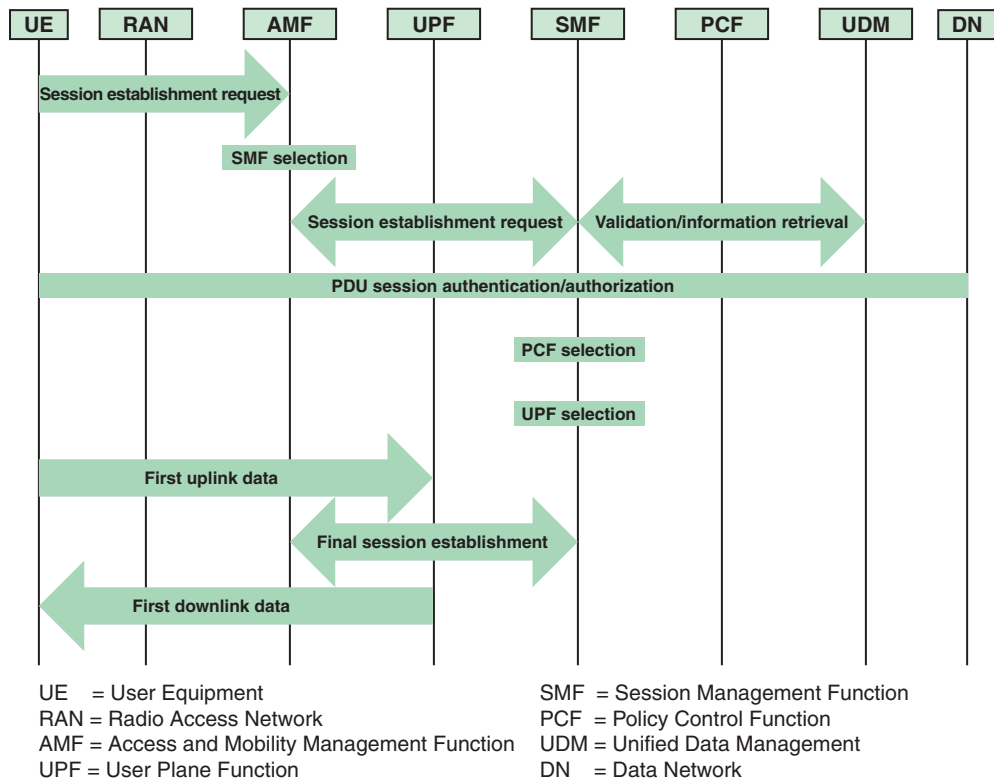 UE RAN AMF UPF SMF PCF UDM DN
Session establishment request
SMF selection
Session establishment request Validation/information retrieval
PDU session authentication/authorization
PCF selection
UPF selection
First uplink data
Final session establishment
First downlink data
UE = User Equipment
RAN = Radio Access Network
AMF = Access and Mobility Management Function
UPF = User Plane Function
SMF = Session Management Function
PCF = Policy Control Function
UDM = Unified Data Management
DN = Data Network